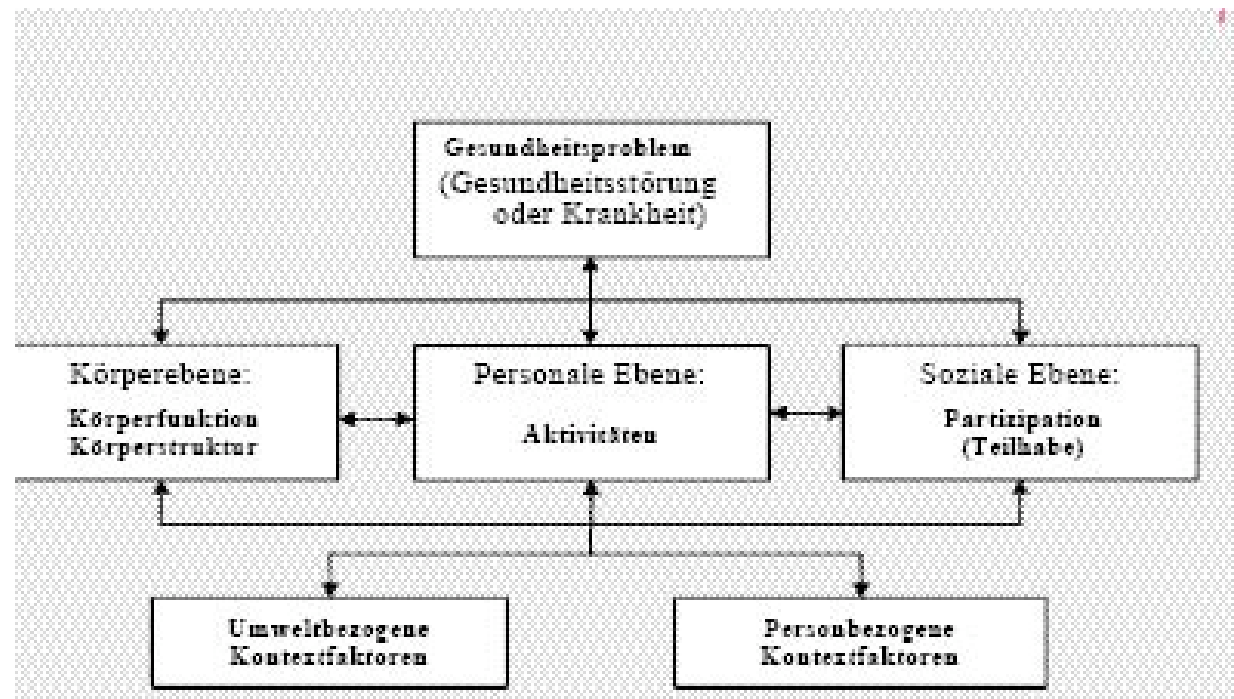 Gesundheitsproblem
(Gesundheitsstörung
oder Krankheit)
Körperebene:
Körperfunktion
Körperstruktur
Personale Ebene:
Aktivitäten
Soziale Ebene:
Partizipation
(Teilhabe)
Umweltbezogene
Kontextfaktoren
Personbezogene
Kontextfaktoren